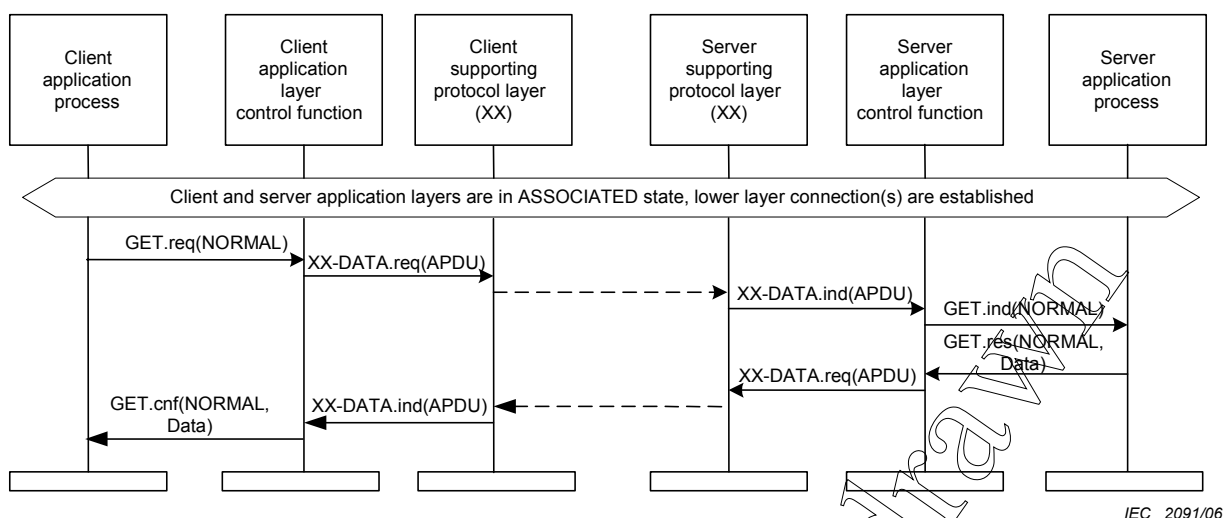 Client
application
process
Client
application
layer
control function
Client
supporting
protocol layer
(XX)
Server
supporting
protocol layer
(XX)
Server
application
layer
control function
Server
application
process
Client and server application layers are in ASSOCIATED state, lower layer connection(s) are established
GET.req(NORMAL)
XX-DATA.req(APDU)
XX-DATA.ind(APDU)
GET.ind(NORMAL)
GET.res(NORMAL,
Data)
XX-DATA.req(APDU)
XX-DATA.ind(APDU)
GET.cnf(NORMAL,
Data)
IEC 2091/06